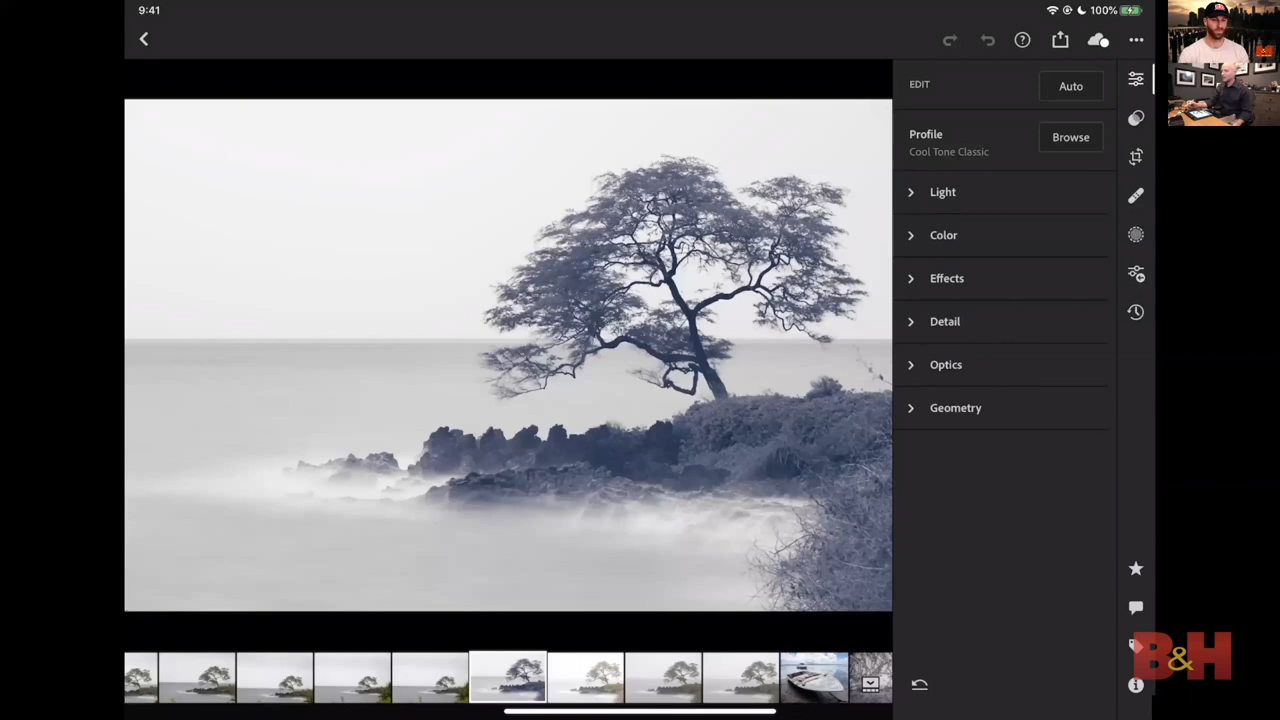 9:41
100%
EDIT
Auto
Profile
Cool Tone Classic
Browse
Light
Color
Effects
Detail
Optics
Geometry
B&H